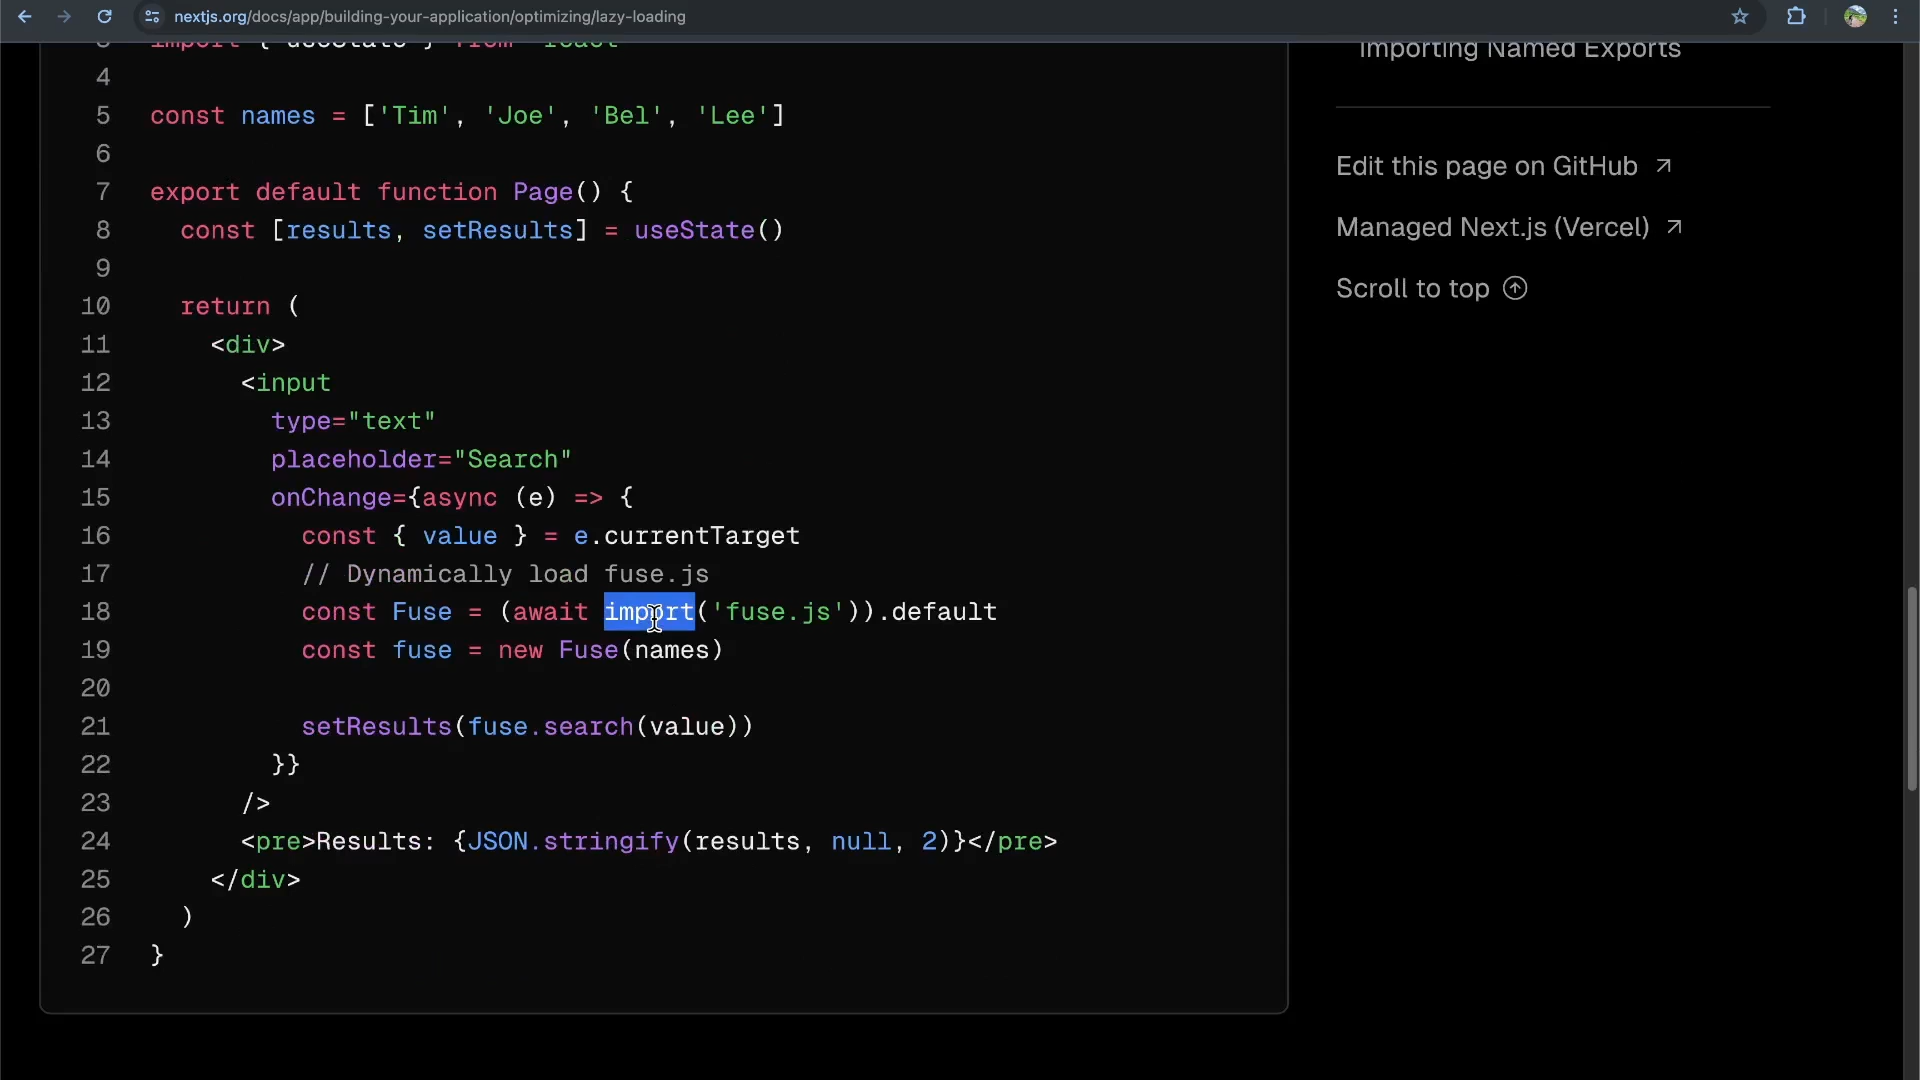 nextjs.org/docs/app/building-your-application/optimizing/lazy-loading
3 import { useState } from 'react'
4
5 const names = ['Tim', 'Joe', 'Bel', 'Lee']
6
7 export default function Page() {
8 const [results, setResults] = useState()
9
10 return (
11 <div>
12 <input
13 type="text"
14 placeholder="Search"
15 onChange={async (e) => {
16 const { value } = e.currentTarget
17 // Dynamically load fuse.js
18 const Fuse = (await import('fuse.js')).default
19 const fuse = new Fuse(names)
20
21 setResults(fuse.search(value))
22 }}
23 />
24 <pre>Results: {JSON.stringify(results, null, 2)}</pre>
25 </div>
26 )
27 }
Importing Named Exports
Edit this page on GitHub
Managed Next.js (Vercel)
Scroll to top